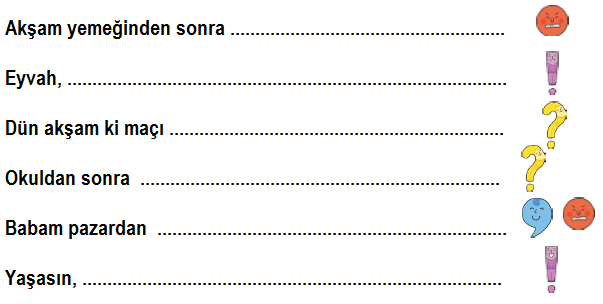 Akşam yemeğinden sonra ....................................................
Eyvah, ...................................................................................
Dün akşam ki maçı ...............................................................
Okuldan sonra ....................................................................
Babam pazardan ..................................................................
Yaşasın, ................................................................................